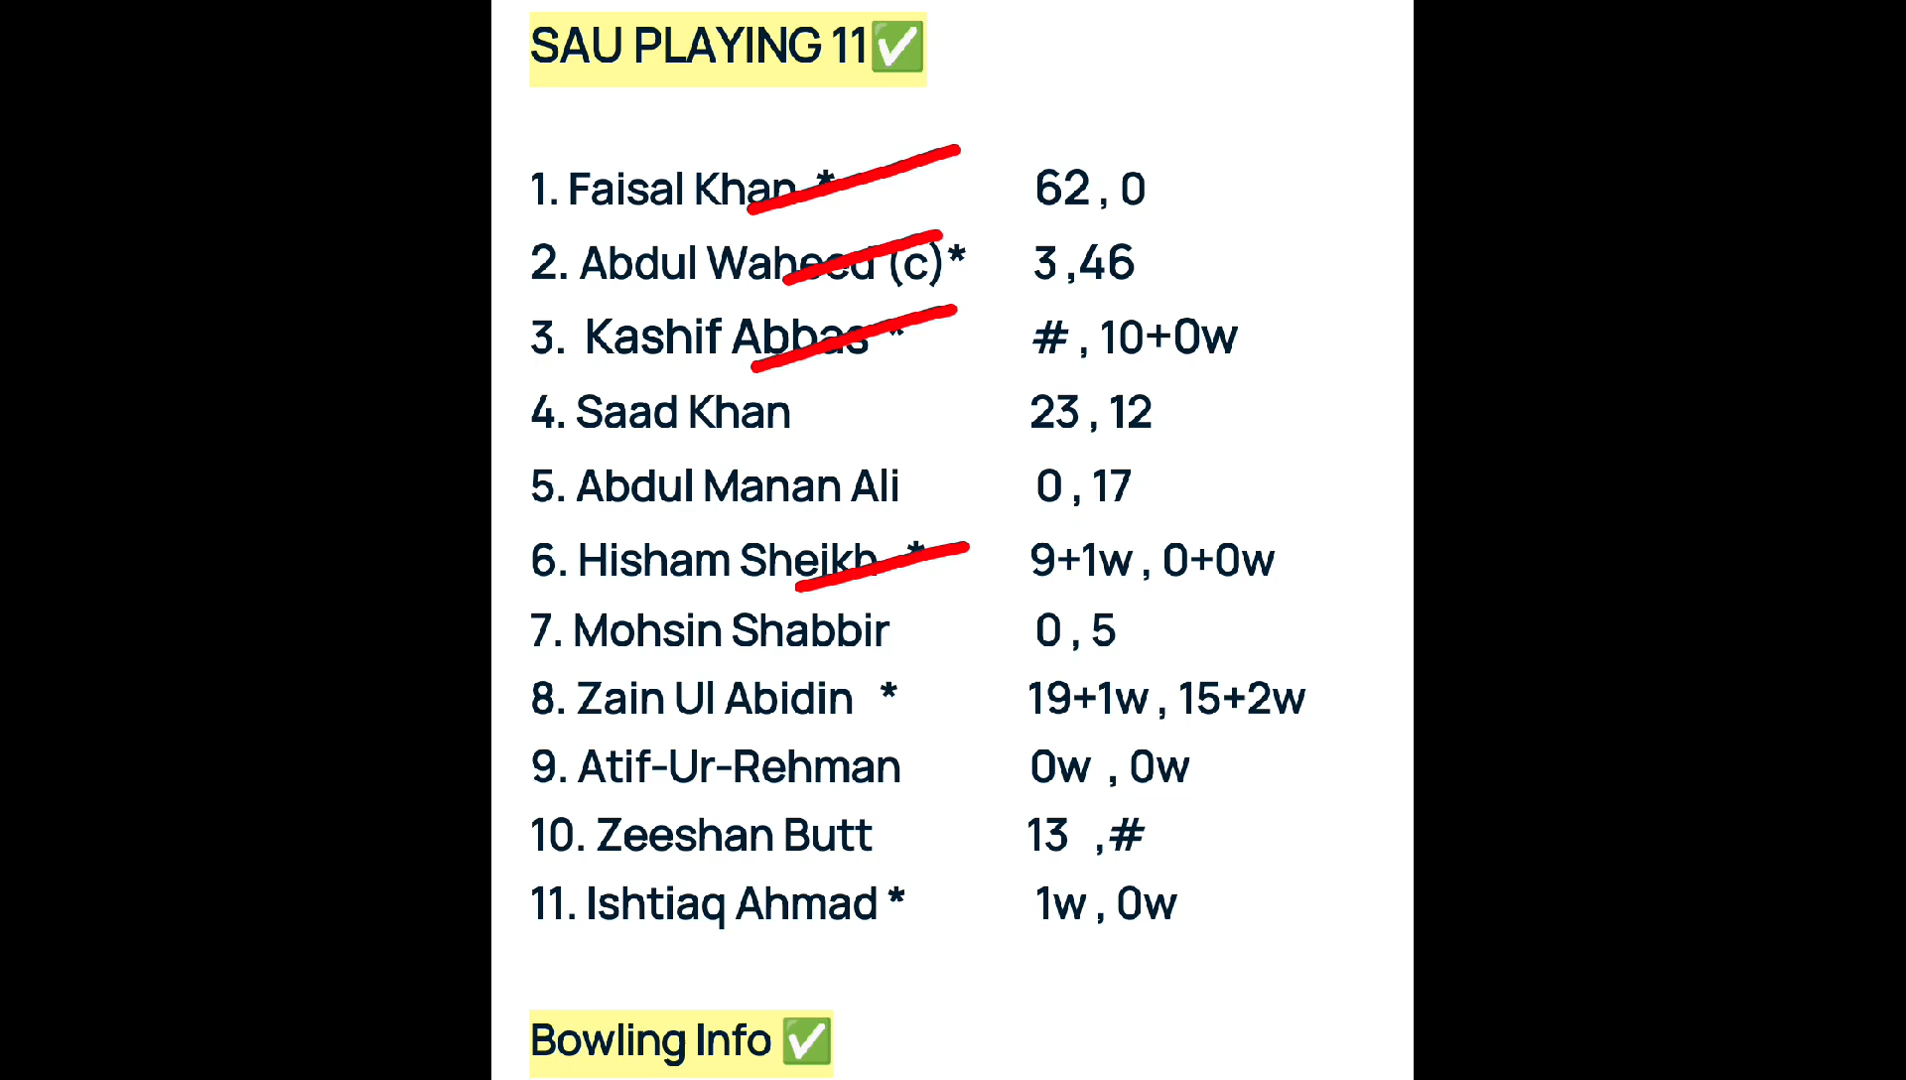 SAU PLAYING 11✅
1. Faisal Khan * 62 , 0
2. Abdul Waheed (c)* 3 ,46
3. Kashif Abbas * # , 10+0w
4. Saad Khan 23 , 12
5. Abdul Manan Ali 0 , 17
6. Hisham Sheikh * 9+1w , 0+0w
7. Mohsin Shabbir 0 , 5
8. Zain Ul Abidin * 19+1w , 15+2w
9. Atif-Ur-Rehman 0w , 0w
10. Zeeshan Butt 13 ,#
11. Ishtiaq Ahmad * 1w , 0w
Bowling Info ✅